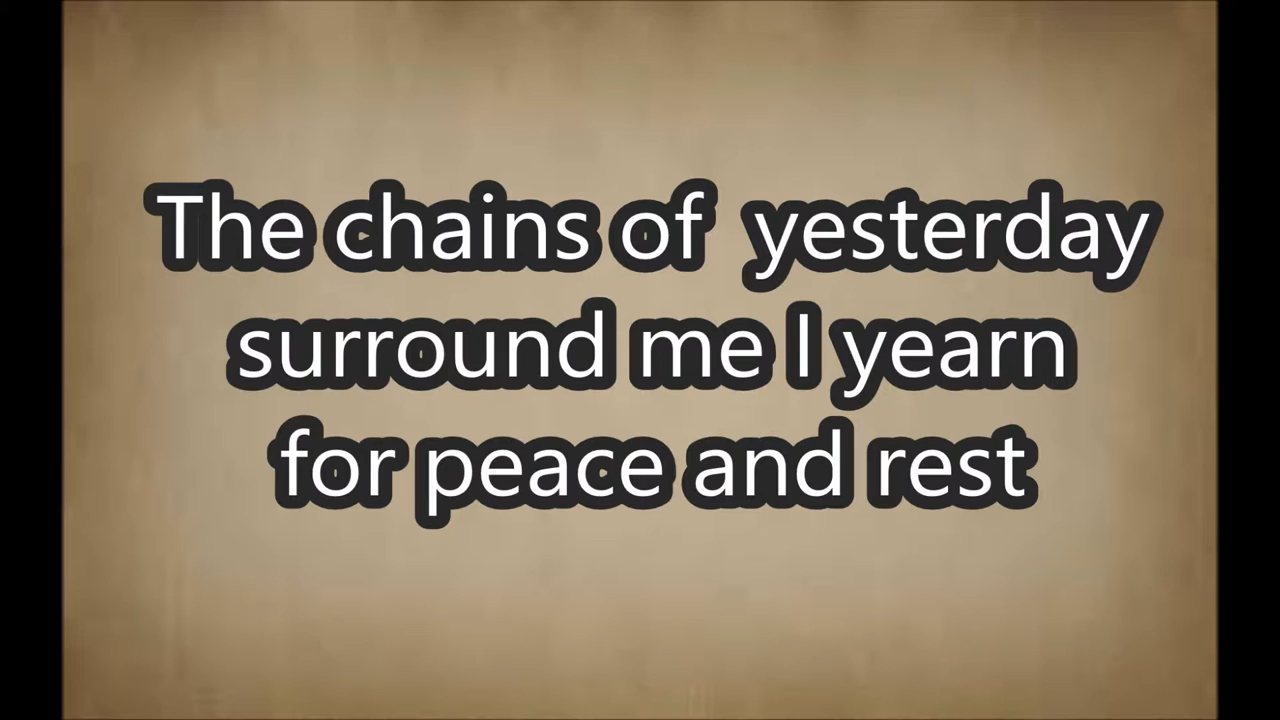 The chains of  yesterday
surround me I yearn
for peace and rest